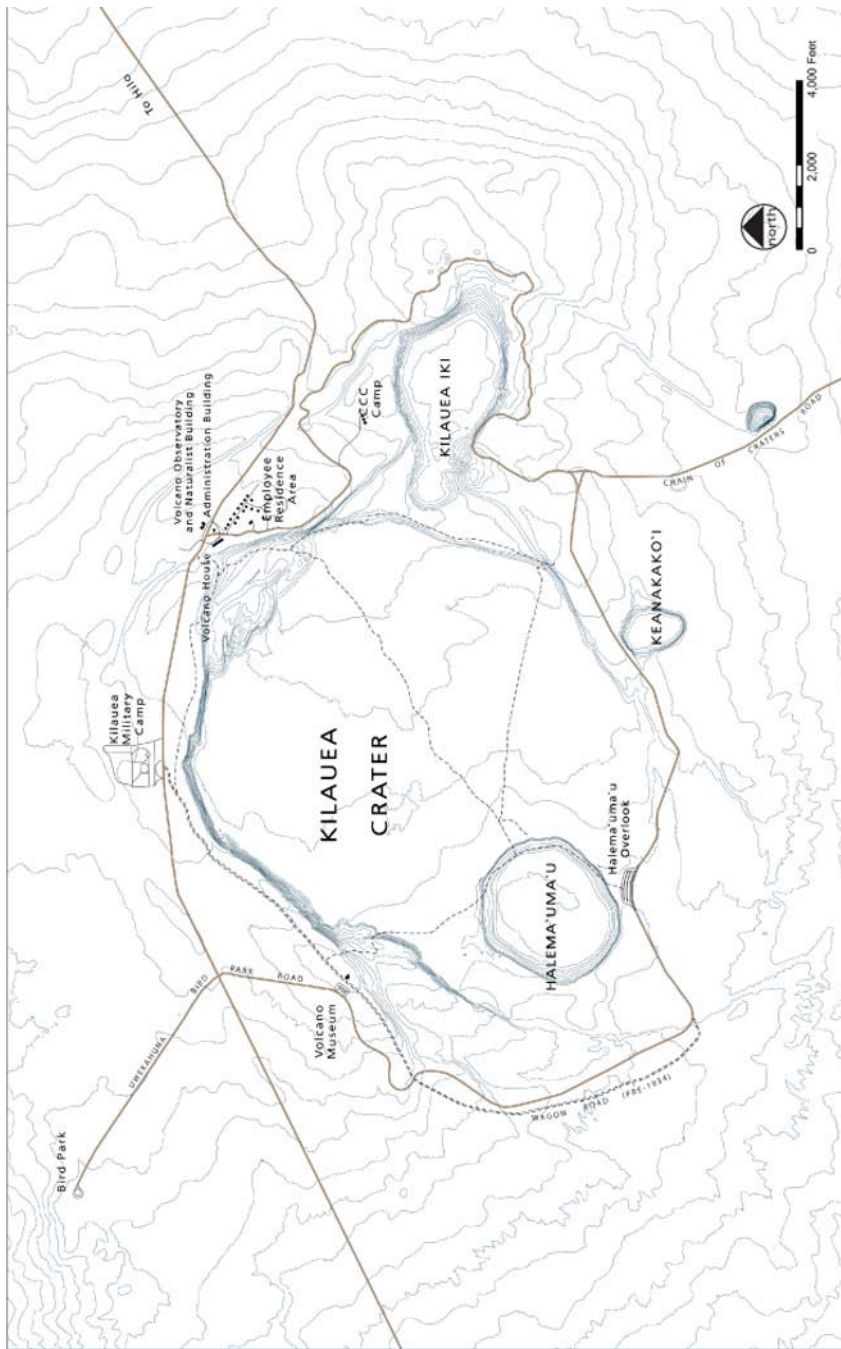 To Hilo
Volcano Observatory
and Naturalist Building
Administration Building
Employee
Residence
Area
Volcano House
CCC
Camp
Kilauea
Military
Camp
KILAUEA IKI
KILAUEA
CRATER
UWEKAHUNA BIRD PARK ROAD
Bird Park
Volcano
Museum
HALEMA`UMA`U
Halema`uma`u
Overlook
KEANAKAKO`I
CHAIN OF CRATERS ROAD
WAGON ROAD (PRE-1934)
north
0 2,000 4,000 Feet